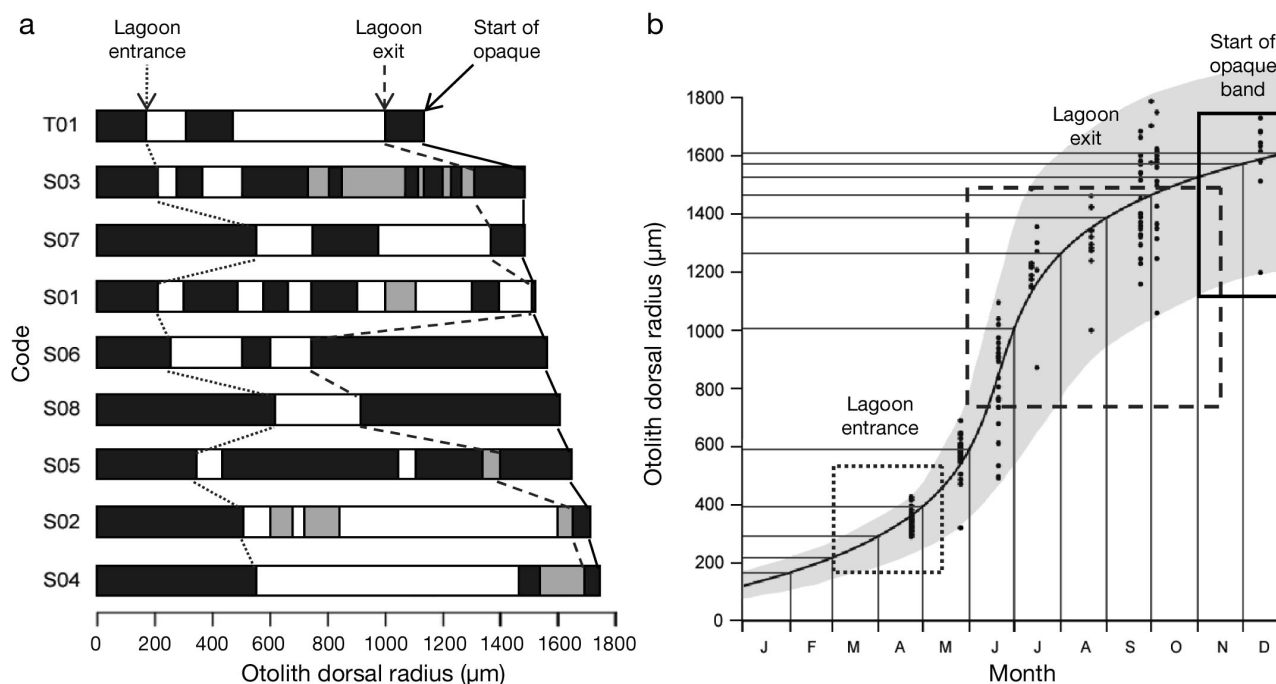 a
Lagoon
entrance
Lagoon
exit
Start of
opaque
T01
S03
S07
S01
S06
S08
S05
S02
S04
Code
0 200 400 600 800 1000 1200 1400 1600 1800
Otolith dorsal radius (µm)
b
Start of
opaque
band
Lagoon
exit
Lagoon
entrance
1800
1600
1400
1200
1000
800
600
400
200
0
Otolith dorsal radius (µm)
J F M A M J J A S O N D
Month